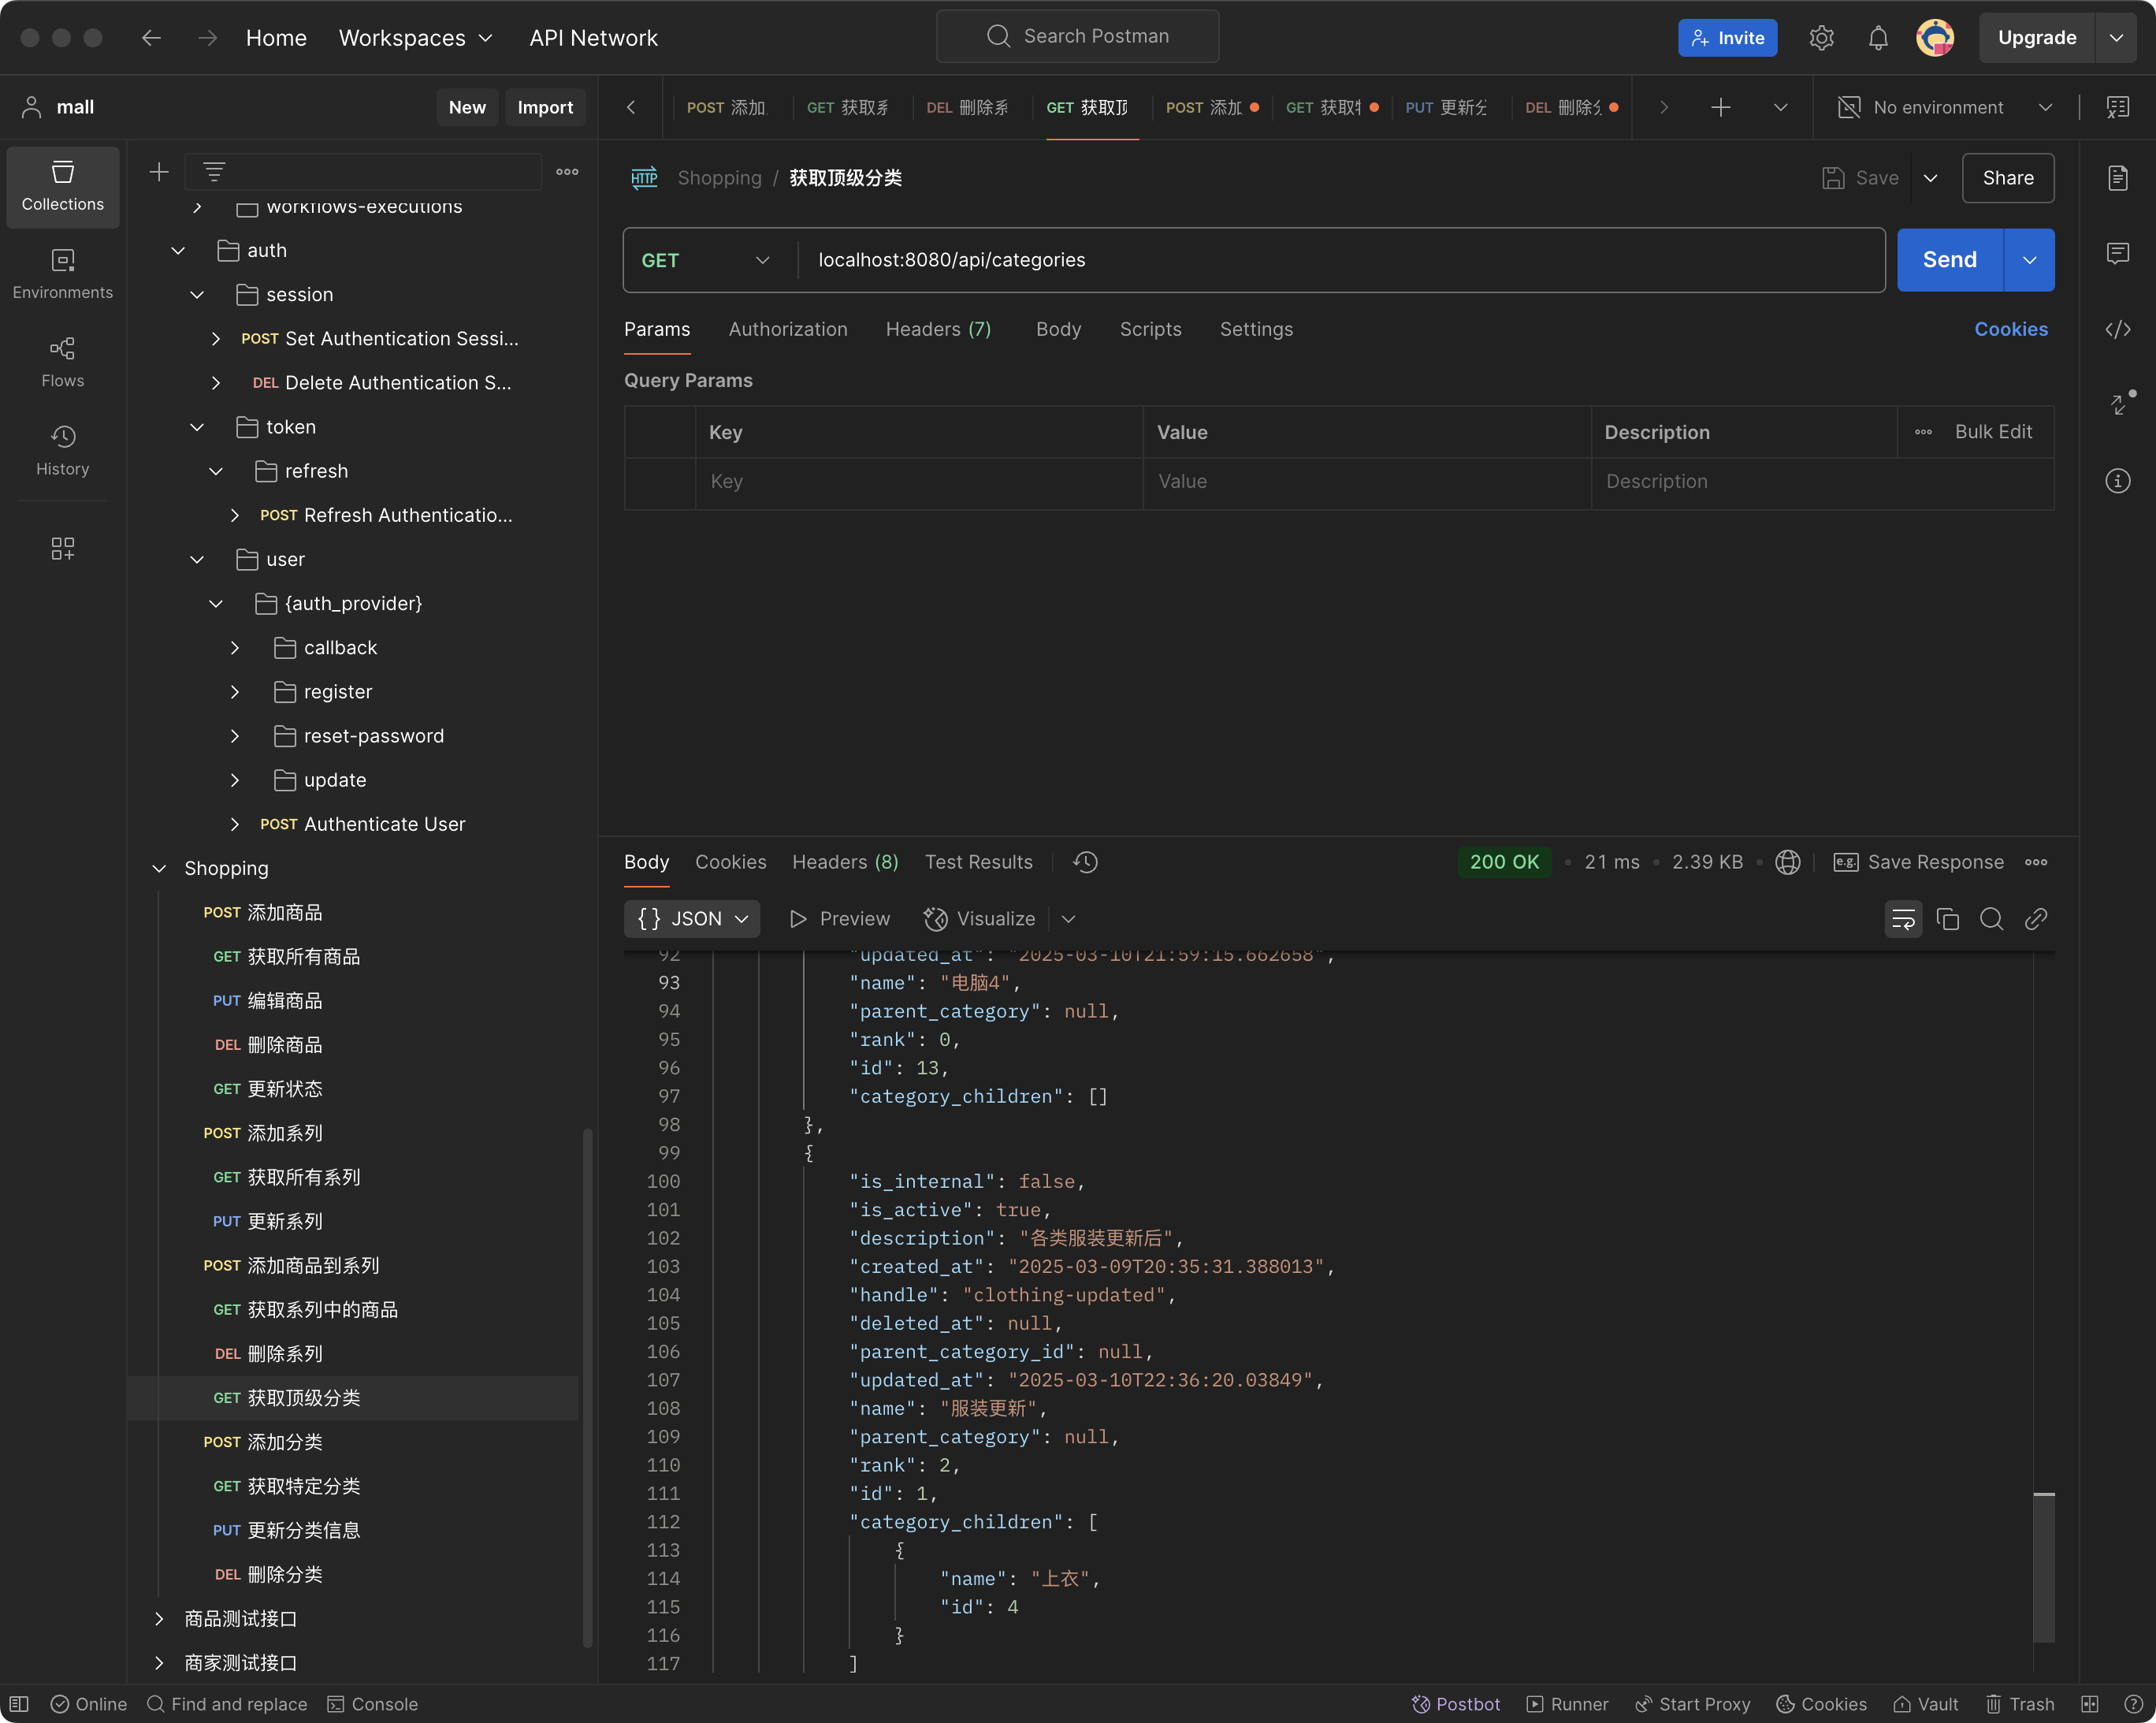 Home Workspaces API Network Search Postman Invite Upgrade
mall New Import
POST 添加 GET 获取系 DEL 删除系 GET 获取顶 POST 添加 GET 获取 PUT 更新分 DEL 删除 No environment
Collections
Environments
Flows
History
workflows-executions
auth
session
POST Set Authentication Sessi...
DEL Delete Authentication S...
token
refresh
POST Refresh Authenticatio...
user
{auth_provider}
callback
register
reset-password
update
POST Authenticate User
Shopping
POST 添加商品
GET 获取所有商品
PUT 编辑商品
DEL 删除商品
GET 更新状态
POST 添加系列
GET 获取所有系列
PUT 更新系列
POST 添加商品到系列
GET 获取系列中的商品
DEL 删除系列
GET 获取顶级分类
POST 添加分类
GET 获取特定分类
PUT 更新分类信息
DEL 删除分类
商品测试接口
商家测试接口
HTTP Shopping / 获取顶级分类 Save Share
GET localhost:8080/api/categories Send
Params Authorization Headers (7) Body Scripts Settings Cookies
Query Params
Key Value Description Bulk Edit
Key Value Description
Body Cookies Headers (8) Test Results 200 OK 21 ms 2.39 KB e.g. Save Response
{} JSON Preview Visualize
92 "updated_at": "2025-03-10T21:59:15.662658",
93 "name": "电脑4",
94 "parent_category": null,
95 "rank": 0,
96 "id": 13,
97 "category_children": []
98 },
99 {
100 "is_internal": false,
101 "is_active": true,
102 "description": "各类服装更新后",
103 "created_at": "2025-03-09T20:35:31.388013",
104 "handle": "clothing-updated",
105 "deleted_at": null,
106 "parent_category_id": null,
107 "updated_at": "2025-03-10T22:36:20.03849",
108 "name": "服装更新",
109 "parent_category": null,
110 "rank": 2,
111 "id": 1,
112 "category_children": [
113 {
114 "name": "上衣",
115 "id": 4
116 }
117 ]
Online Find and replace Console Postbot Runner Start Proxy Cookies Vault Trash